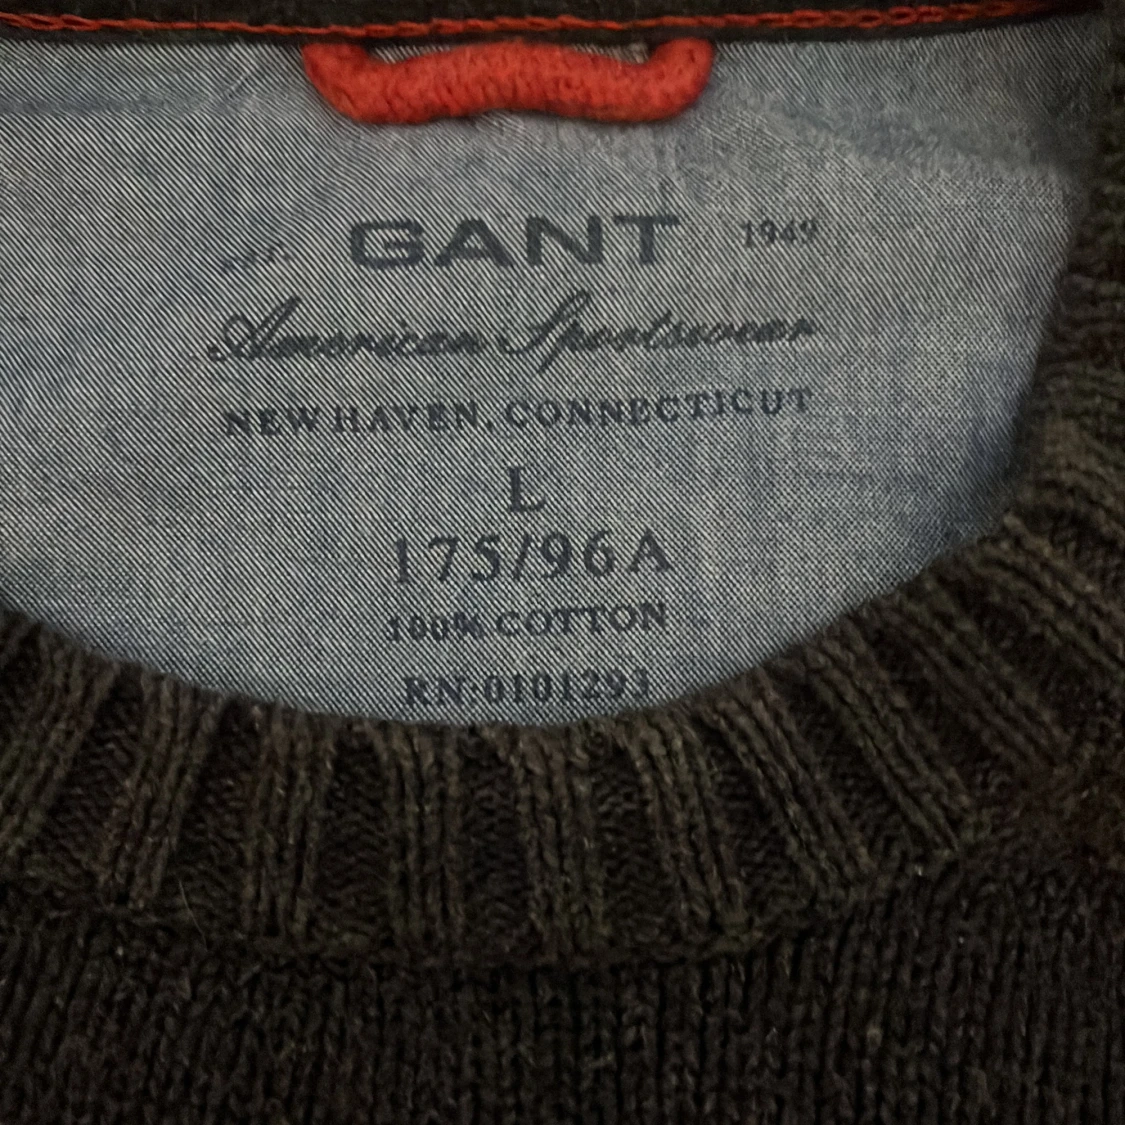 GANT 1949
American Sportswear
NEW HAVEN, CONNECTICUT
L
175/96A
100% COTTON
RN:0101293